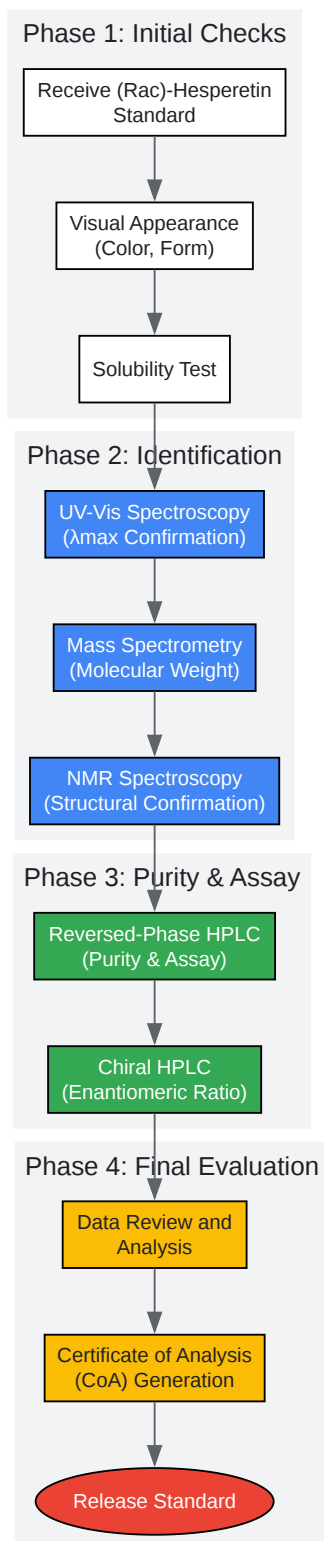 Phase 1: Initial Checks
Receive (Rac)-Hesperetin
Standard
Visual Appearance
(Color, Form)
Solubility Test
Phase 2: Identification
UV-Vis Spectroscopy
(λmax Confirmation)
Mass Spectrometry
(Molecular Weight)
NMR Spectroscopy
(Structural Confirmation)
Phase 3: Purity & Assay
Reversed-Phase HPLC
(Purity & Assay)
Chiral HPLC
(Enantiomeric Ratio)
Phase 4: Final Evaluation
Data Review and
Analysis
Certificate of Analysis
(CoA) Generation
Release Standard